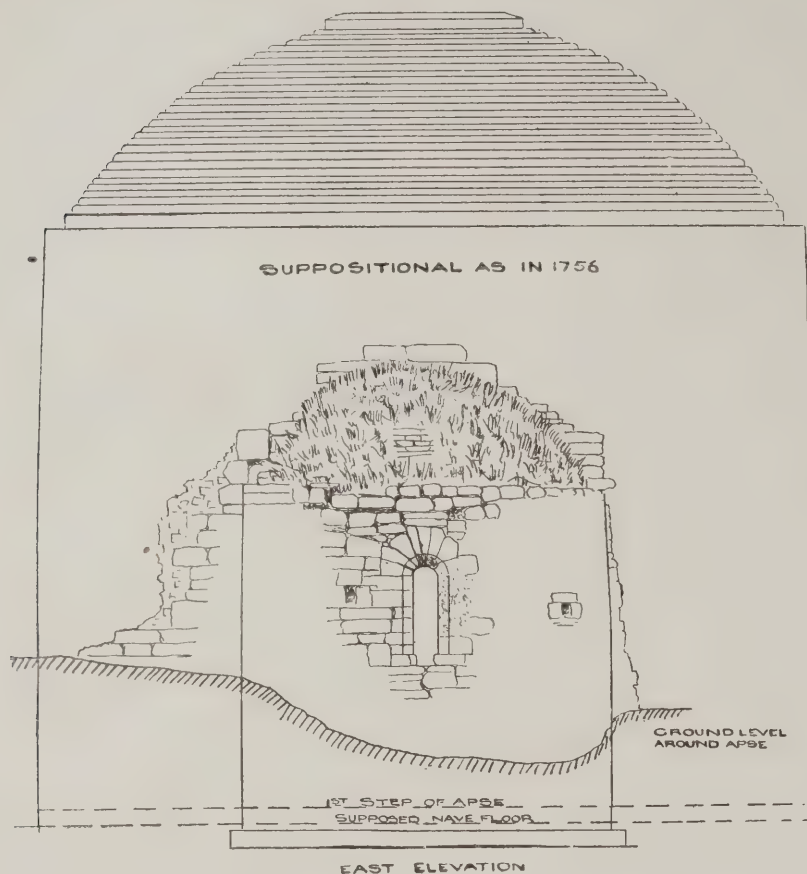 SUPPOSITIONAL AS IN 1756
GROUND LEVEL
AROUND APSE
1ST STEP OF APSE
SUPPOSED NAVE FLOOR
EAST ELEVATION